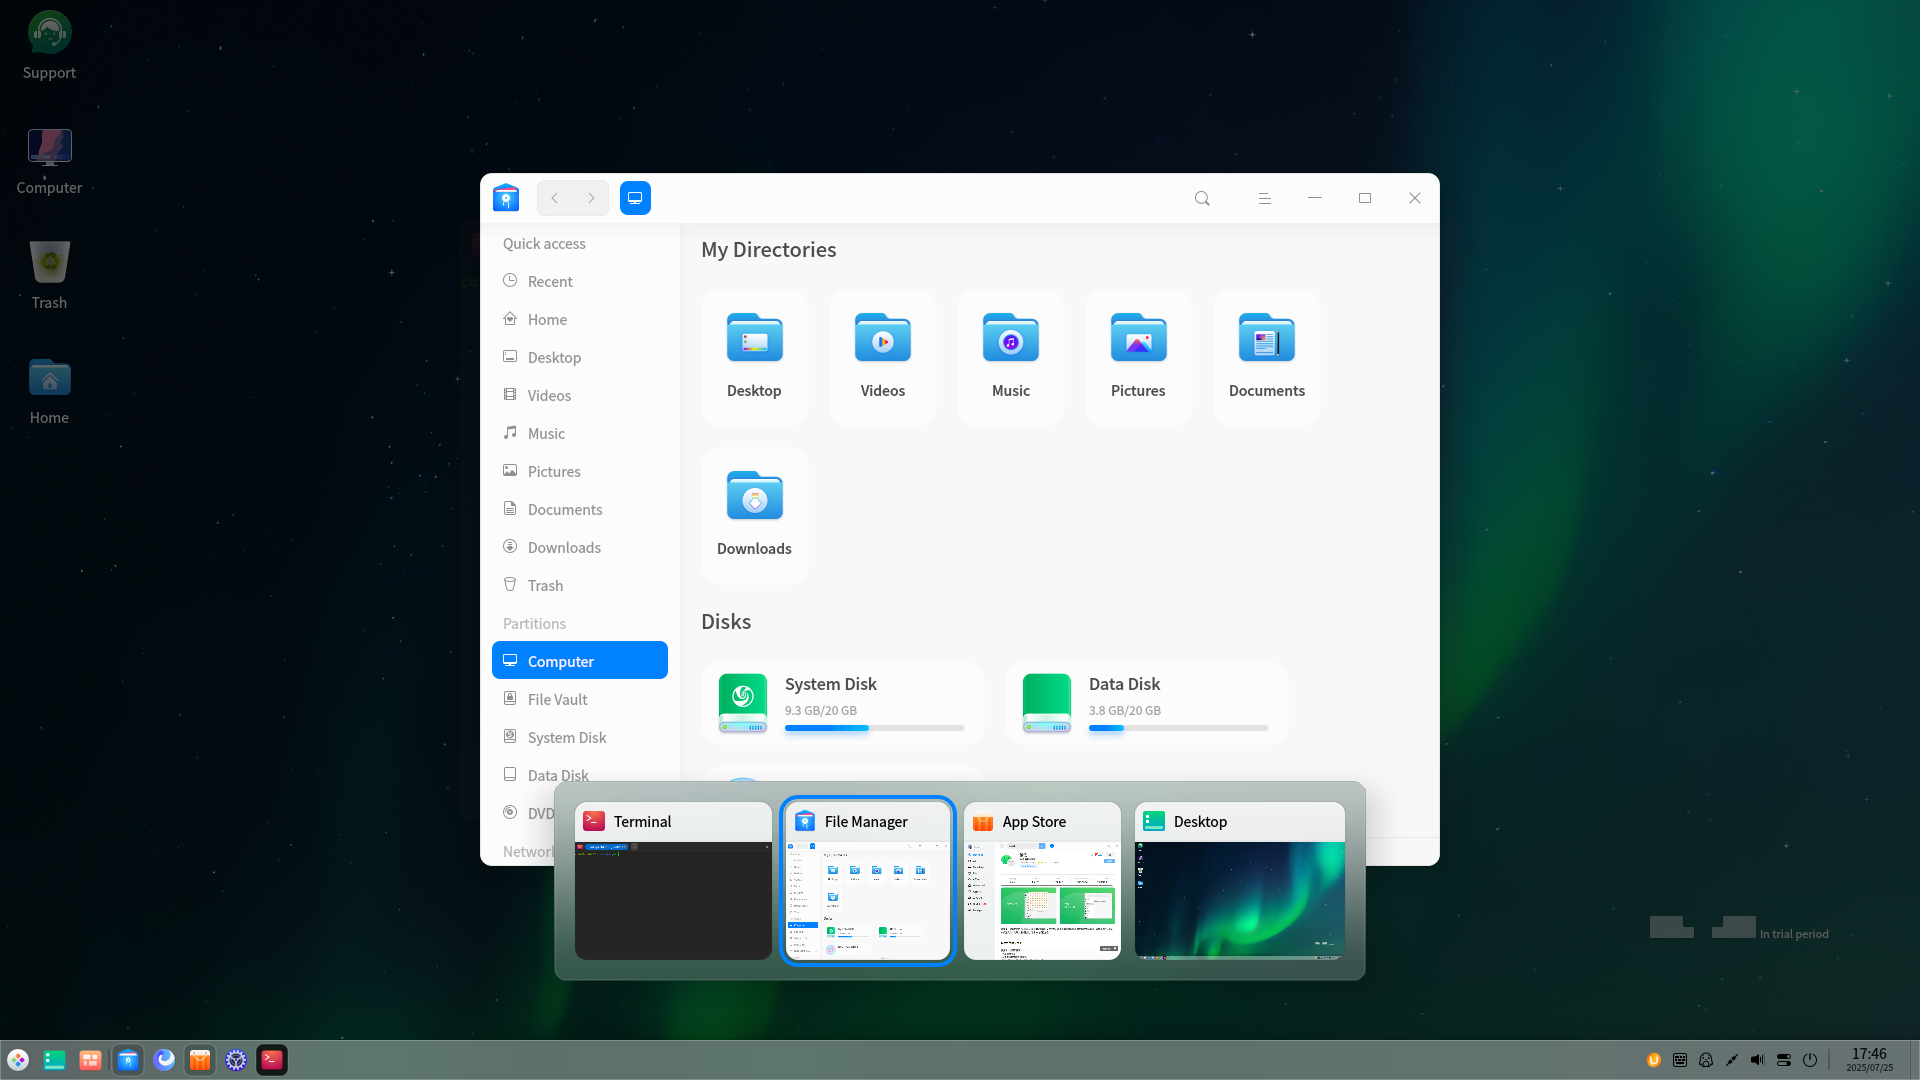 Support
Computer
Trash
Home
Quick access
Recent
Home
Desktop
Videos
Music
Pictures
Documents
Downloads
Trash
Partitions
Computer
File Vault
System Disk
Data Disk
DVD
My Directories
Desktop
Videos
Music
Pictures
Documents
Downloads
Disks
System Disk
9.3 GB/20 GB
Data Disk
3.8 GB/20 GB
Terminal
File Manager
App Store
Desktop
In trial period
17:46
2025/07/25